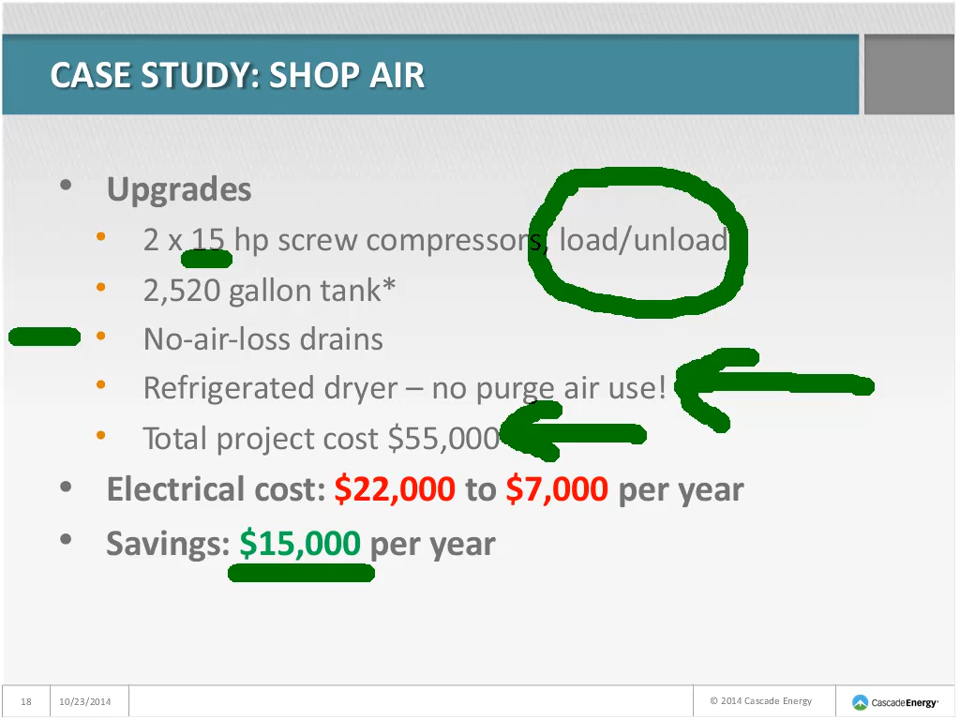 CASE STUDY: SHOP AIR
• Upgrades
• 2 x 15 hp screw compressors, load/unload
• 2,520 gallon tank*
• No-air-loss drains
• Refrigerated dryer – no purge air use!
• Total project cost $55,000
• Electrical cost: $22,000 to $7,000 per year
• Savings: $15,000 per year
18 10/23/2014 © 2014 Cascade Energy CascadeEnergy